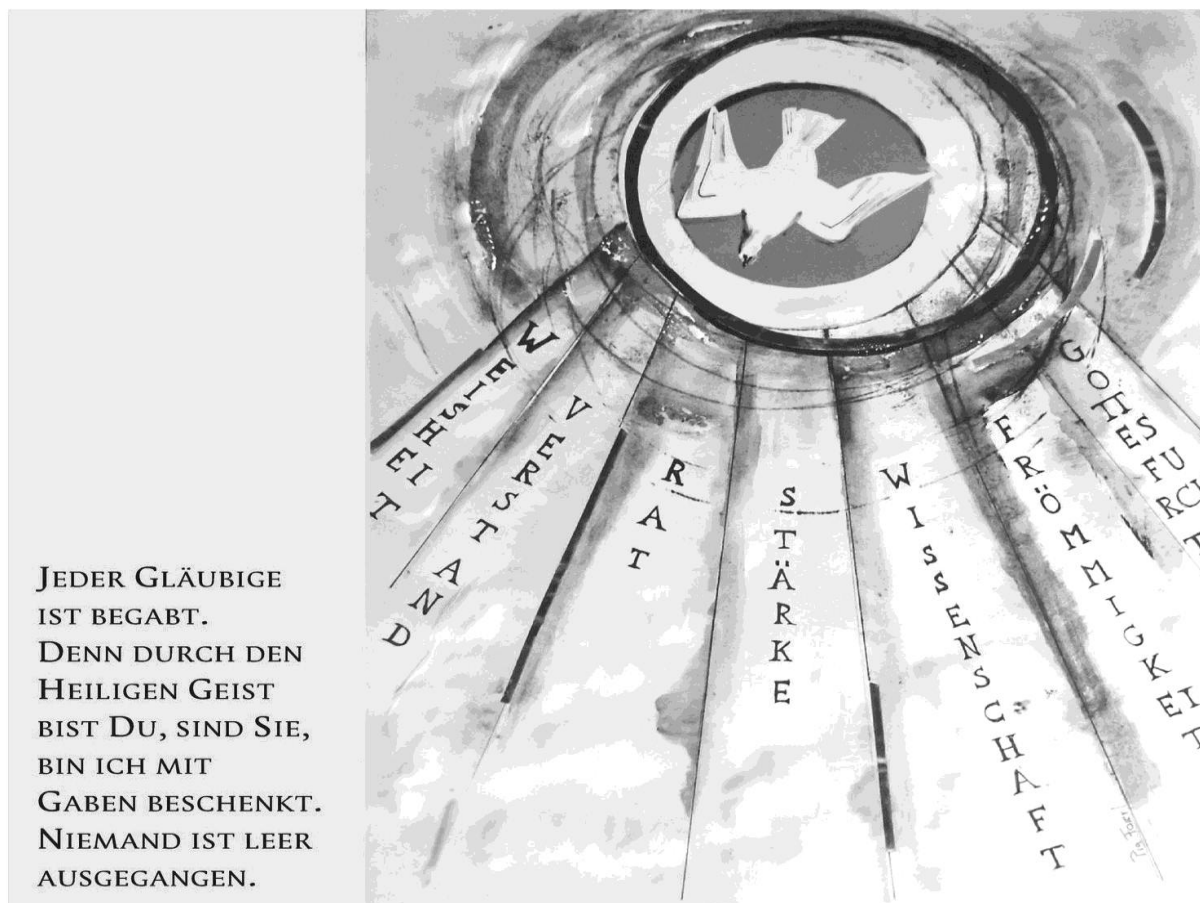 JEDER GLÄUBIGE
IST BEGABT.
DENN DURCH DEN
HEILIGEN GEIST
BIST DU, SIND SIE,
BIN ICH MIT
GABEN BESCHENKT.
NIEMAND IST LEER
AUSGEGANGEN.
WEISHEIT
VERSTAND
RAT
STÄRKE
WISSENSCHAFT
FRÖMMIGKEIT
GOTTESFURCHT